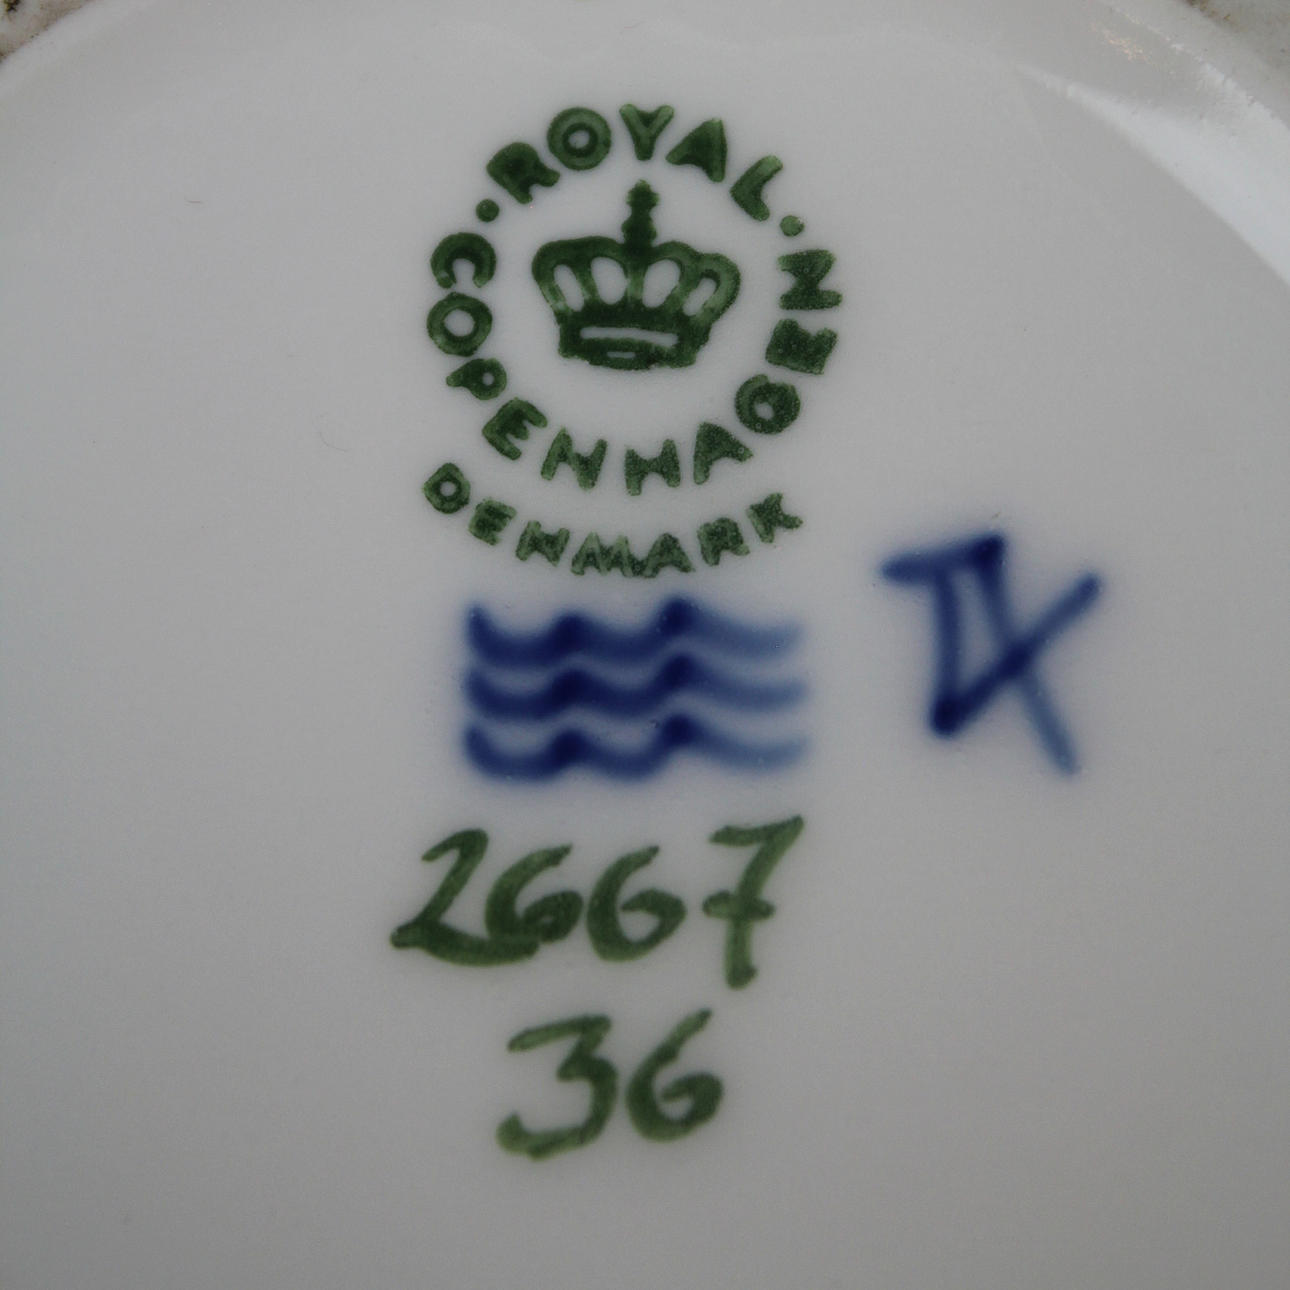 ROYAL · COPENHAGEN ·
DENMARK
2667
36